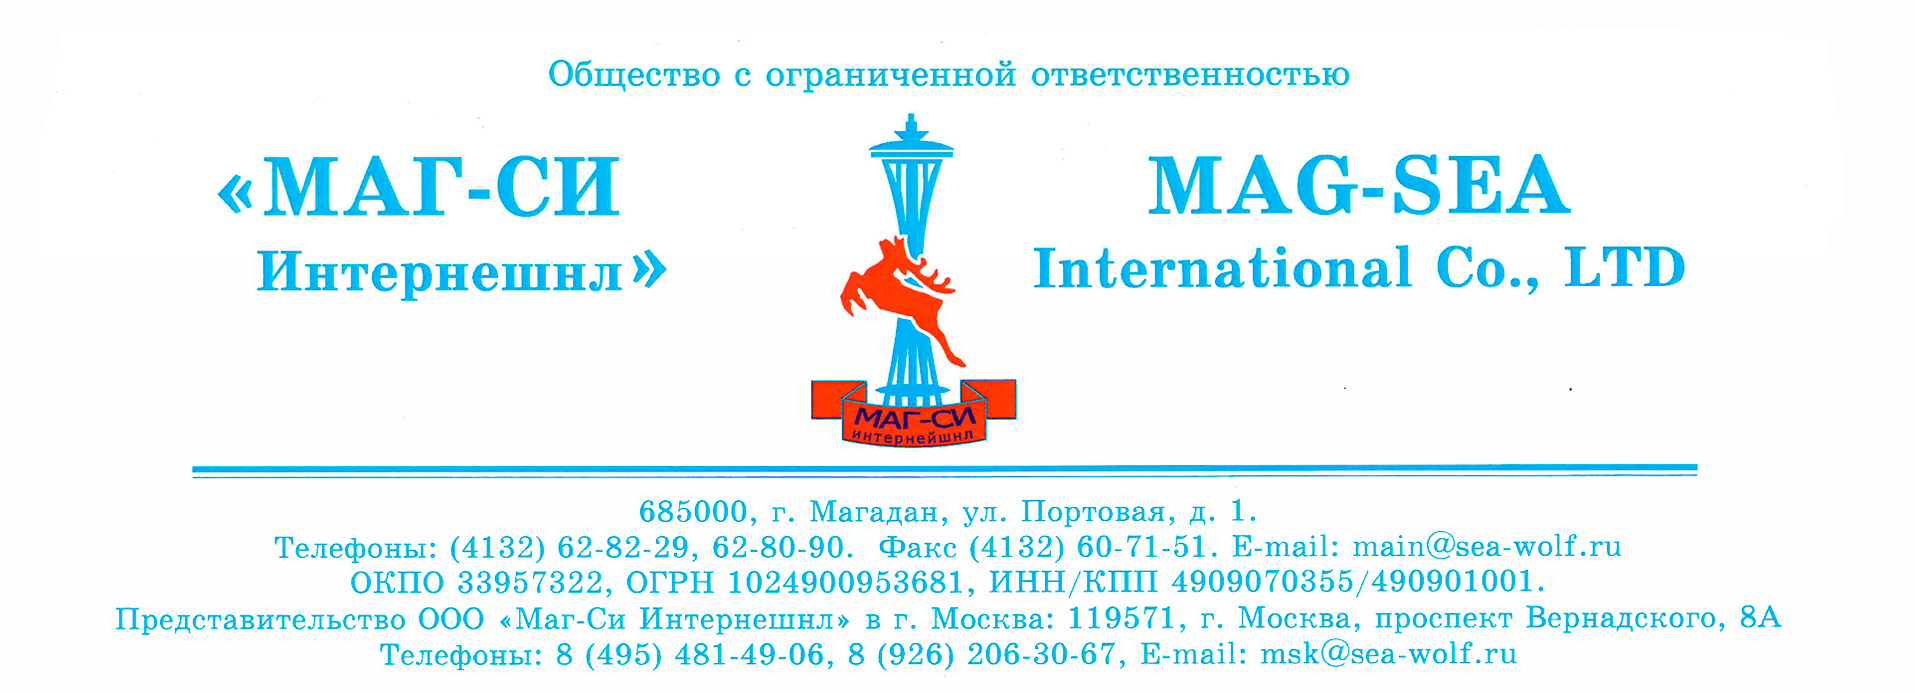 Общество с ограниченной ответственностью
«МАГ-СИ
Интернешнл»
MAG-SEA
International Co., LTD
МАГ-СИ
интернейшнл
685000, г. Магадан, ул. Портовая, д. 1.
Телефоны: (4132) 62-82-29, 62-80-90. Факс (4132) 60-71-51. E-mail: main@sea-wolf.ru
ОКПО 33957322, ОГРН 1024900953681, ИНН/КПП 4909070355/490901001.
Представительство ООО «Маг-Си Интернешнл» в г. Москва: 119571, г. Москва, проспект Вернадского, 8А
Телефоны: 8 (495) 481-49-06, 8 (926) 206-30-67, E-mail: msk@sea-wolf.ru